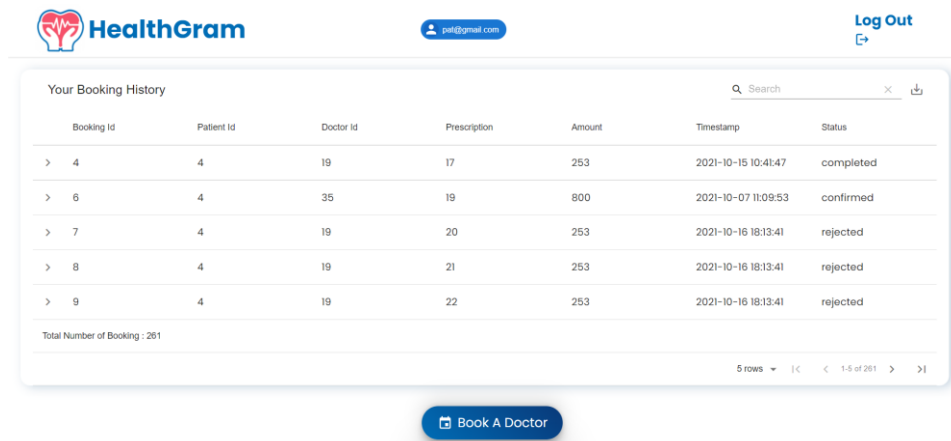 HealthGram
pat@gmail.com
Log Out
Your Booking History
Search
Booking Id Patient Id Doctor Id Prescription Amount Timestamp Status
4 4 19 17 253 2021-10-15 10:41:47 completed
6 4 35 19 800 2021-10-07 11:09:53 confirmed
7 4 19 20 253 2021-10-16 18:13:41 rejected
8 4 19 21 253 2021-10-16 18:13:41 rejected
9 4 19 22 253 2021-10-16 18:13:41 rejected
Total Number of Booking : 261
5 rows 1-5 of 261
Book A Doctor